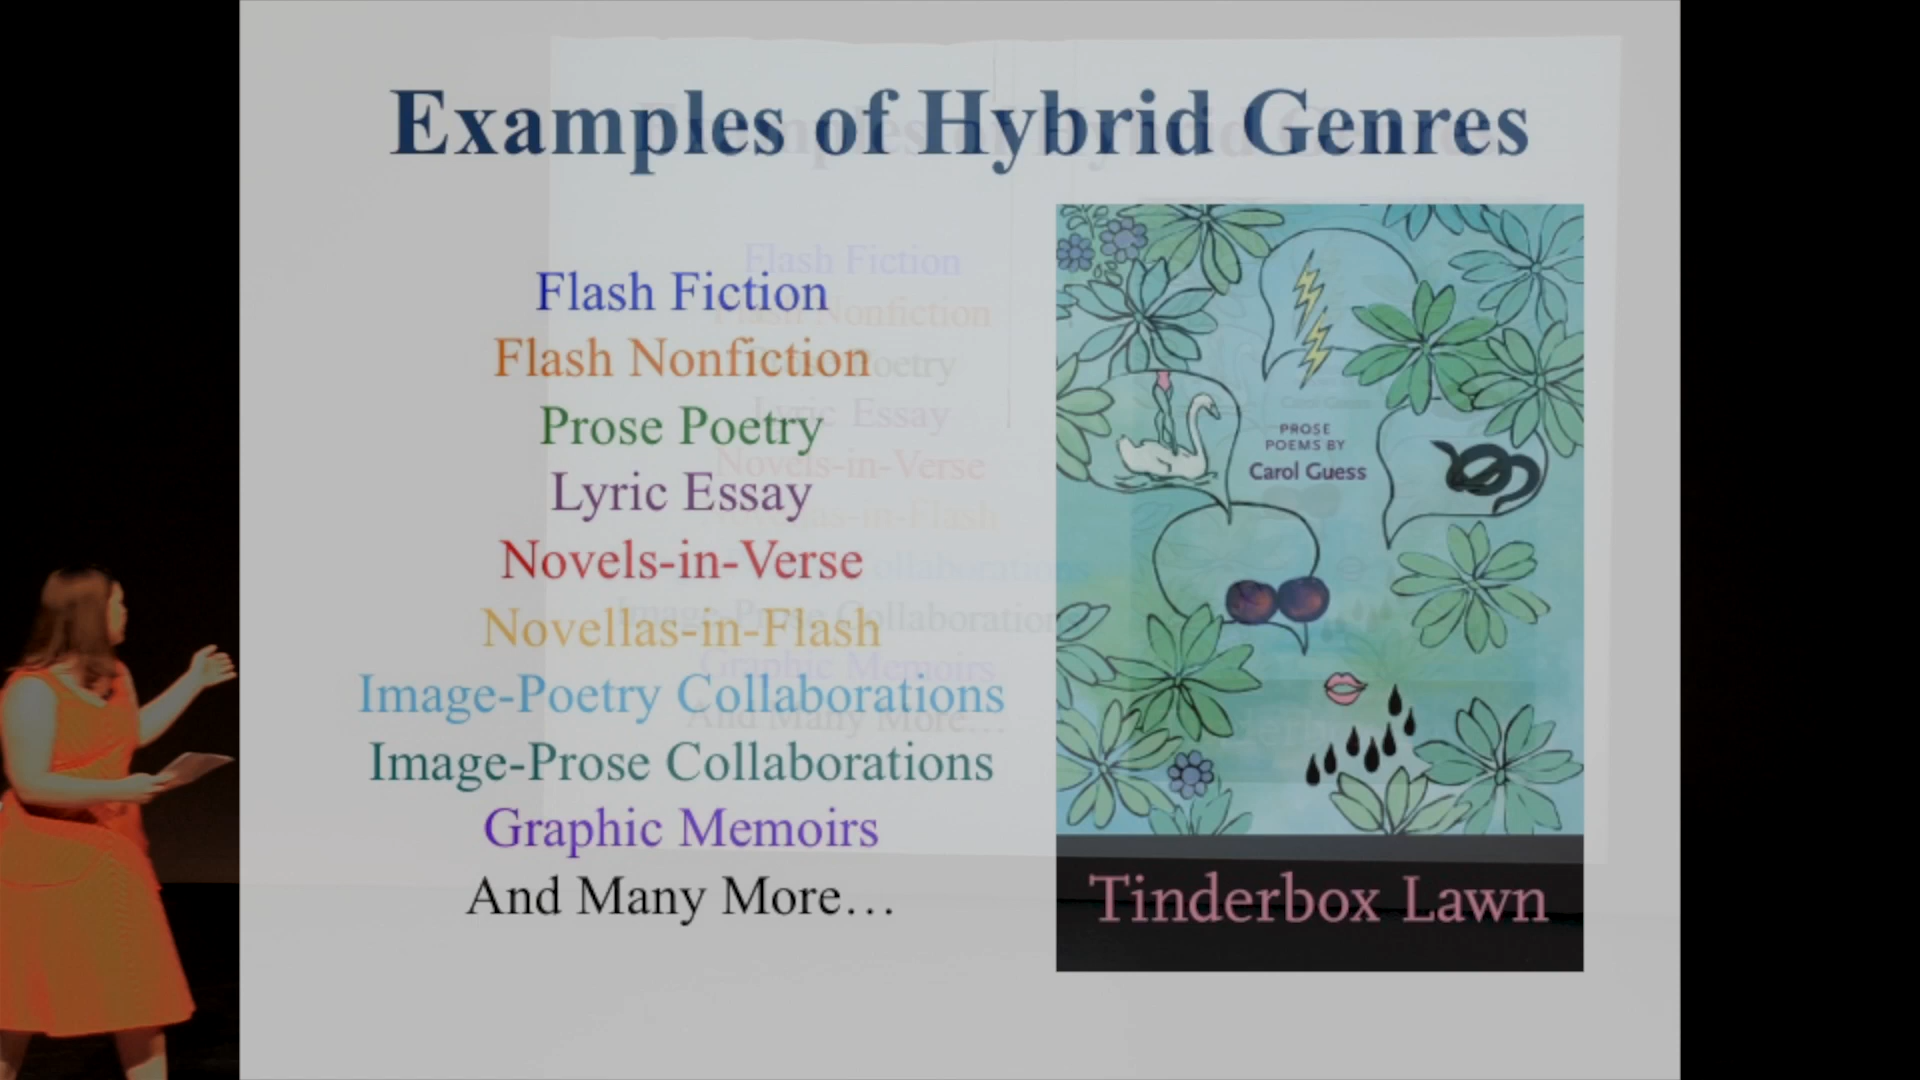 Examples of Hybrid Genres
Flash Fiction
Flash Nonfiction
Prose Poetry
Lyric Essay
Novels-in-Verse
Novellas-in-Flash
Image-Poetry Collaborations
Image-Prose Collaborations
Graphic Memoirs
And Many More…
PROSE
POEMS BY
Carol Guess
Tinderbox Lawn